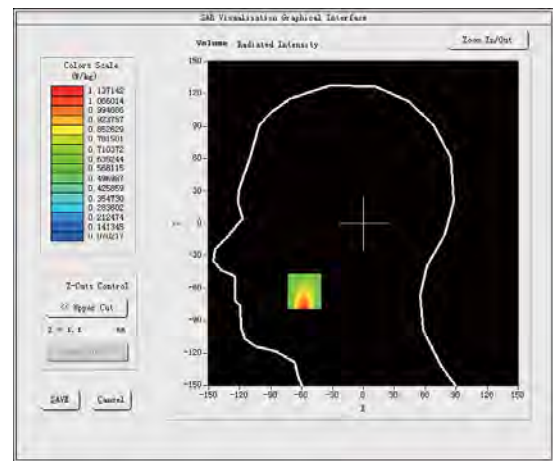 SAR Visualisation Graphical Interface
Volume Radiated Intensity
Zoom In/Out
Colors Scale
(W/kg)
1.137142
1.066014
0.994886
0.923757
0.852629
0.781501
0.710372
0.639244
0.568115
0.496987
0.425859
0.354730
0.283602
0.212474
0.141345
0.070217
150
120
90
60
30
0
-30
-60
-90
-120
-150
-150 -120 -90 -60 -30 0 30 60 90 120 150
X
Z-Cuts Control
<< Upper Cut
SAVE
Cancel